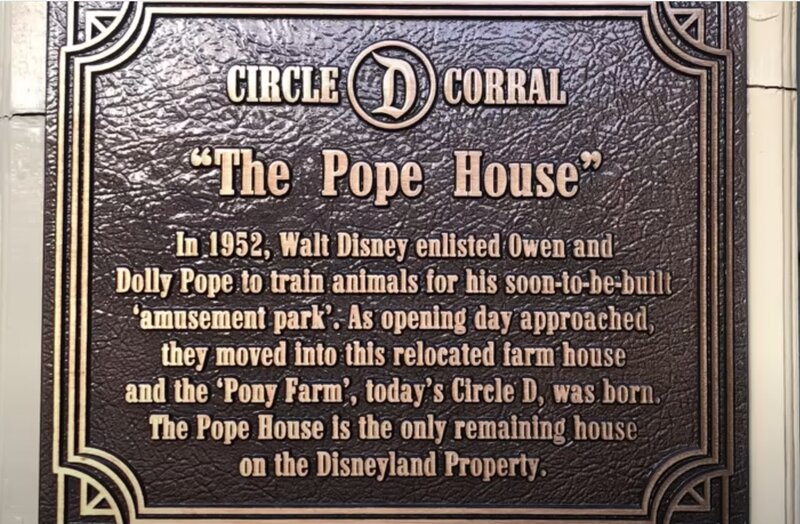 CIRCLE D CORRAL
“The Pope House”
In 1952, Walt Disney enlisted Owen and
Dolly Pope to train animals for his soon-to-be-built
‘amusement park’. As opening day approached,
they moved into this relocated farm house
and the ‘Pony Farm’, today’s Circle D, was born.
The Pope House is the only remaining house
on the Disneyland Property.